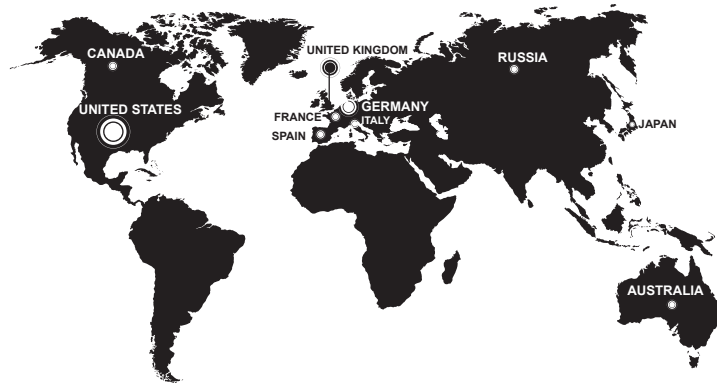 CANADA
UNITED KINGDOM
RUSSIA
UNITED STATES
FRANCE
GERMANY
ITALY
SPAIN
JAPAN
AUSTRALIA